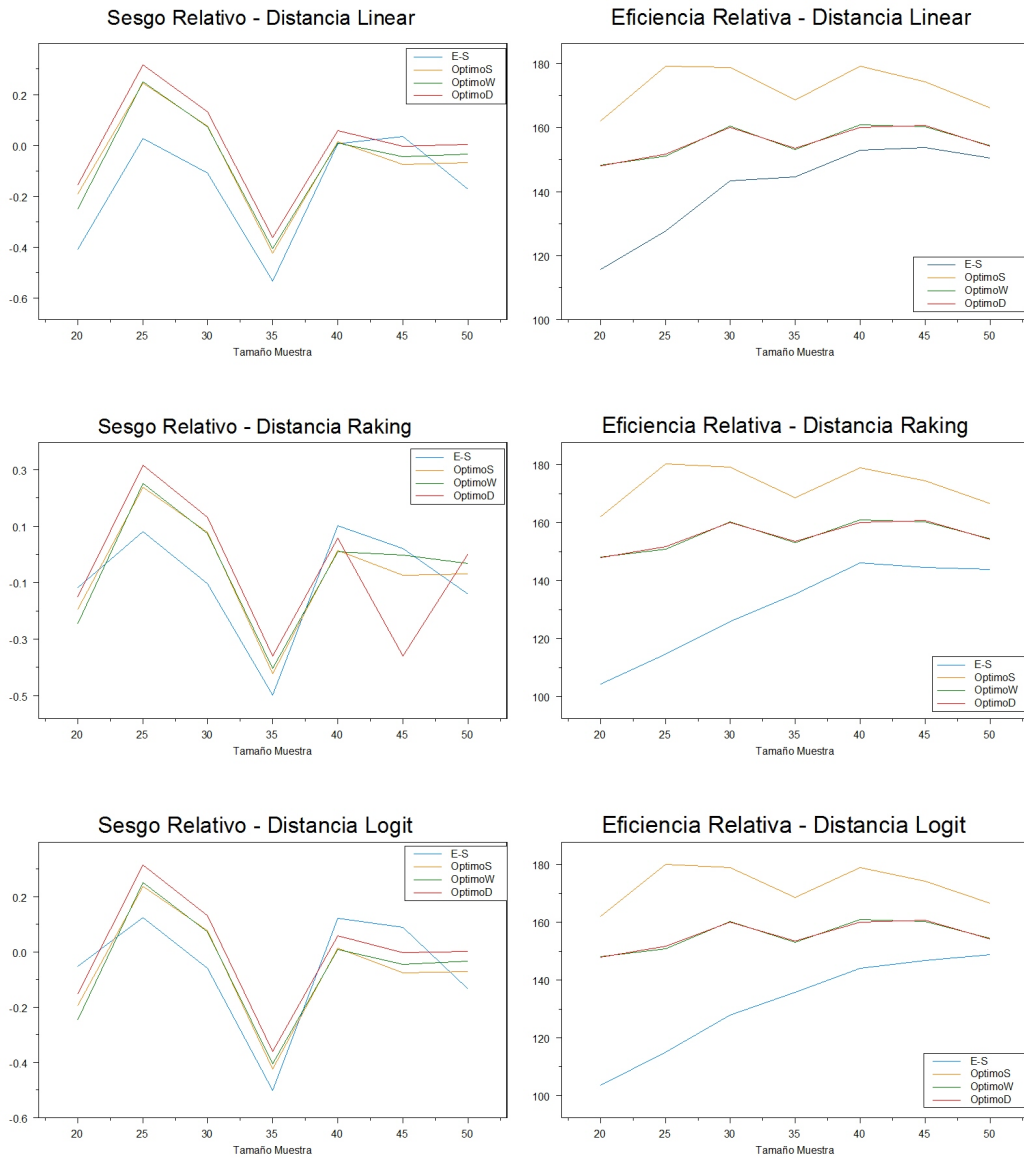 Sesgo Relativo - Distancia Linear
E-S
OptimoS
OptimoW
OptimoD
0.2
0.0
-0.2
-0.4
-0.6
20 25 30 35 40 45 50
Tamaño Muestra
Eficiencia Relativa - Distancia Linear
180
160
140
120
100
E-S
OptimoS
OptimoW
OptimoD
20 25 30 35 40 45 50
Tamaño Muestra
Sesgo Relativo - Distancia Raking
E-S
OptimoS
OptimoW
OptimoD
0.3
0.1
-0.1
-0.3
-0.5
20 25 30 35 40 45 50
Tamaño Muestra
Eficiencia Relativa - Distancia Raking
180
160
140
120
100
E-S
OptimoS
OptimoW
OptimoD
20 25 30 35 40 45 50
Tamaño Muestra
Sesgo Relativo - Distancia Logit
E-S
OptimoS
OptimoW
OptimoD
0.2
0.0
-0.2
-0.4
-0.6
20 25 30 35 40 45 50
Tamaño Muestra
Eficiencia Relativa - Distancia Logit
180
160
140
120
100
E-S
OptimoS
OptimoW
OptimoD
20 25 30 35 40 45 50
Tamaño Muestra